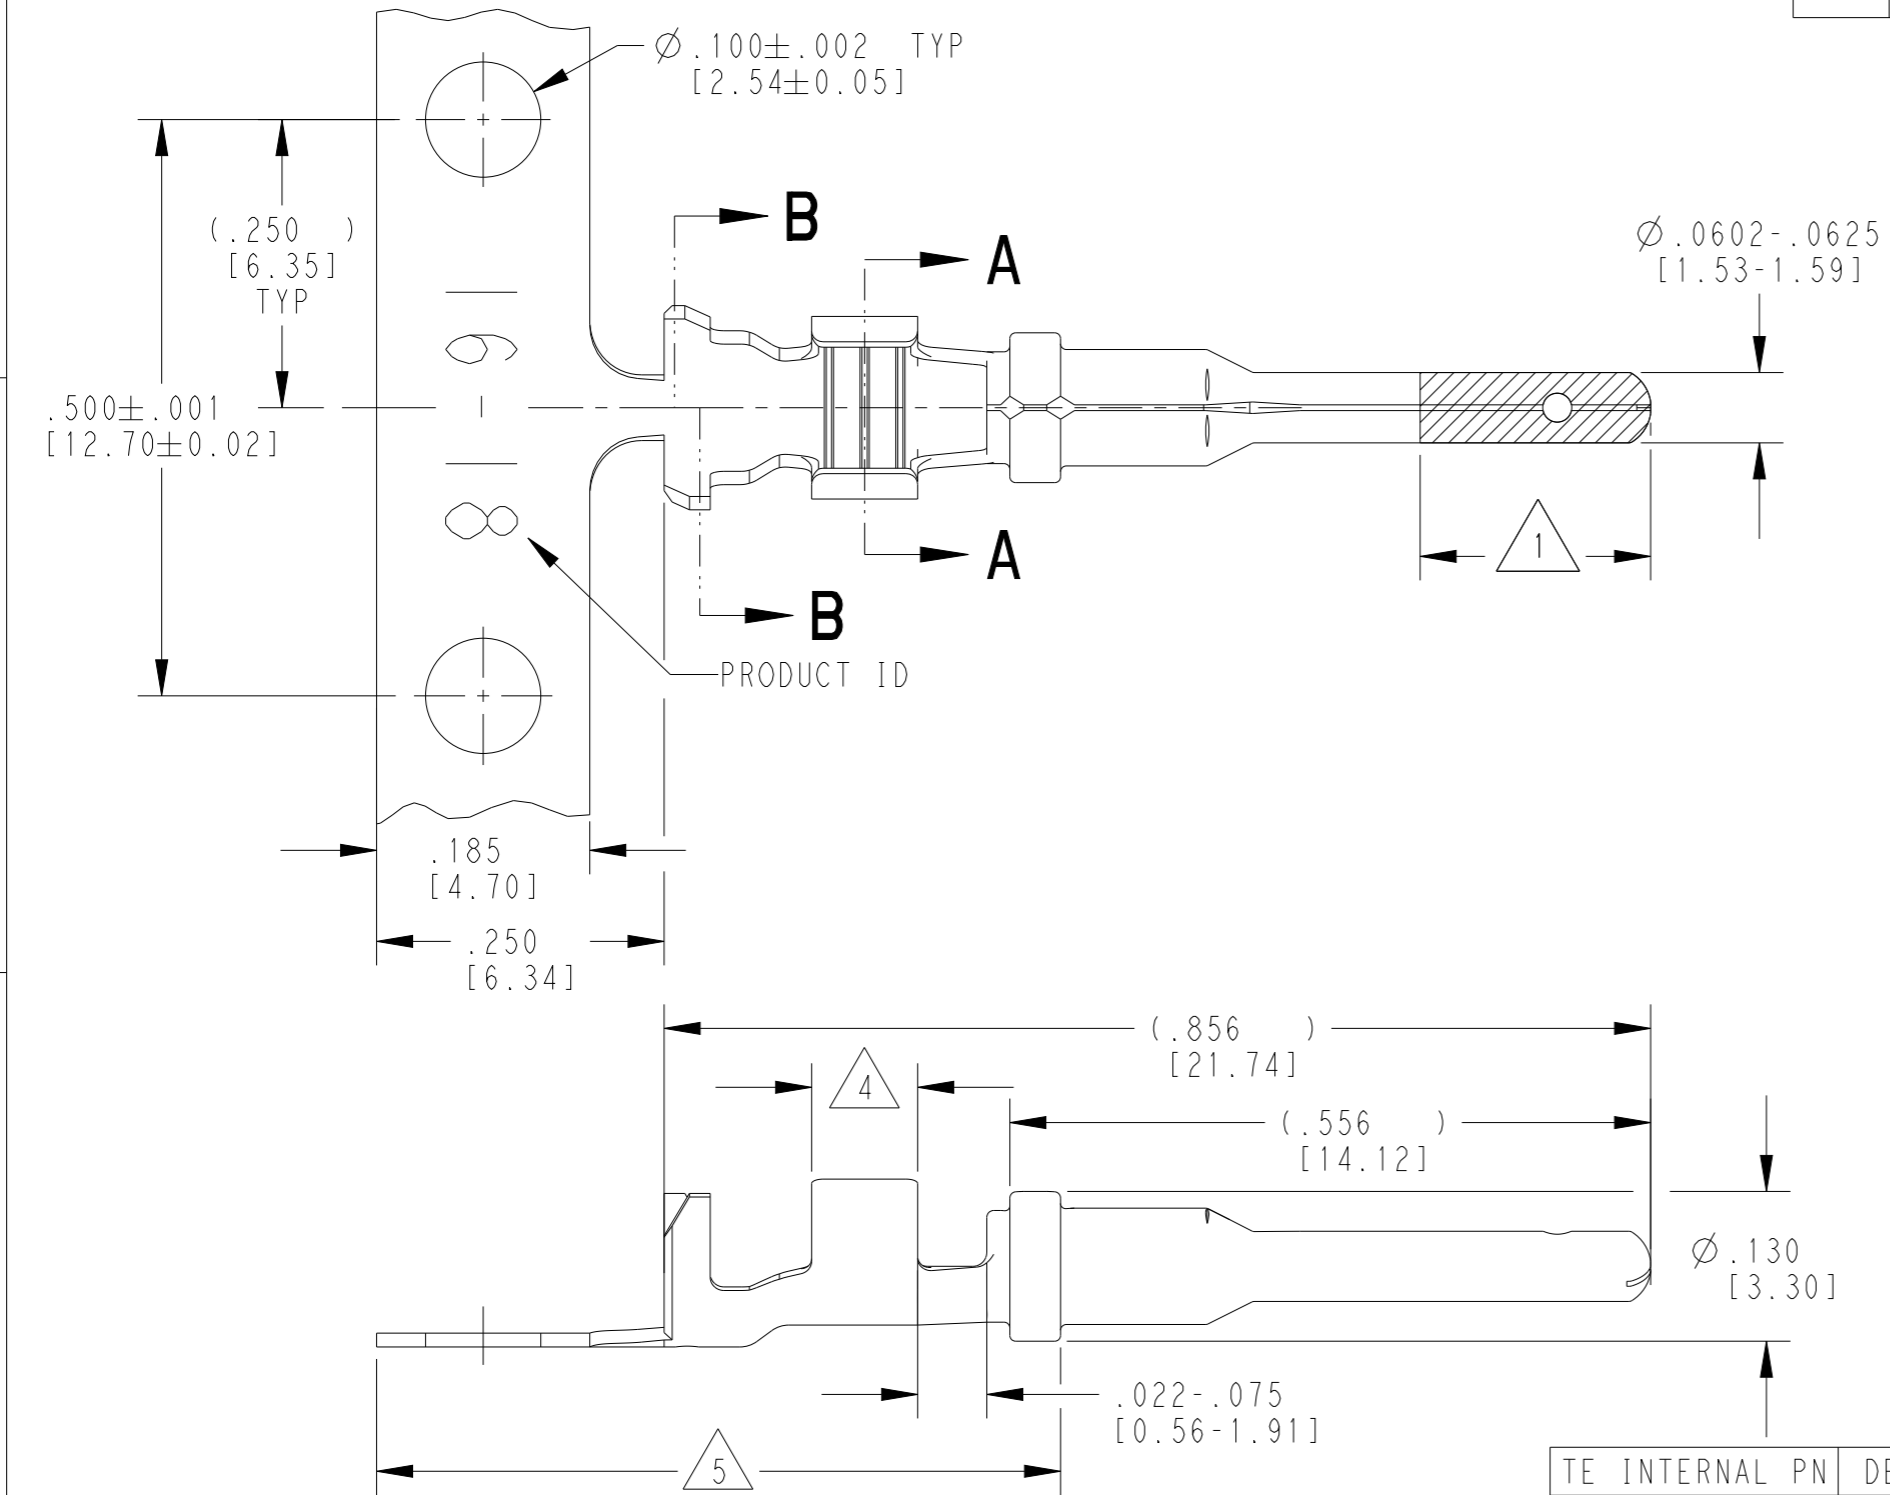 Ø.100±.002 TYP
[2.54±0.05]
(.250 )
[6.35]
TYP
B
A
Ø.0602-.0625
[1.53-1.59]
16
.500±.001
[12.70±0.02]
8
A
1
B
PRODUCT ID
.185
[4.70]
.250
[6.34]
(.856 )
[21.74]
4
(.556 )
[14.12]
Ø.130
[3.30]
.022-.075
[0.56-1.91]
5
TE INTERNAL PN